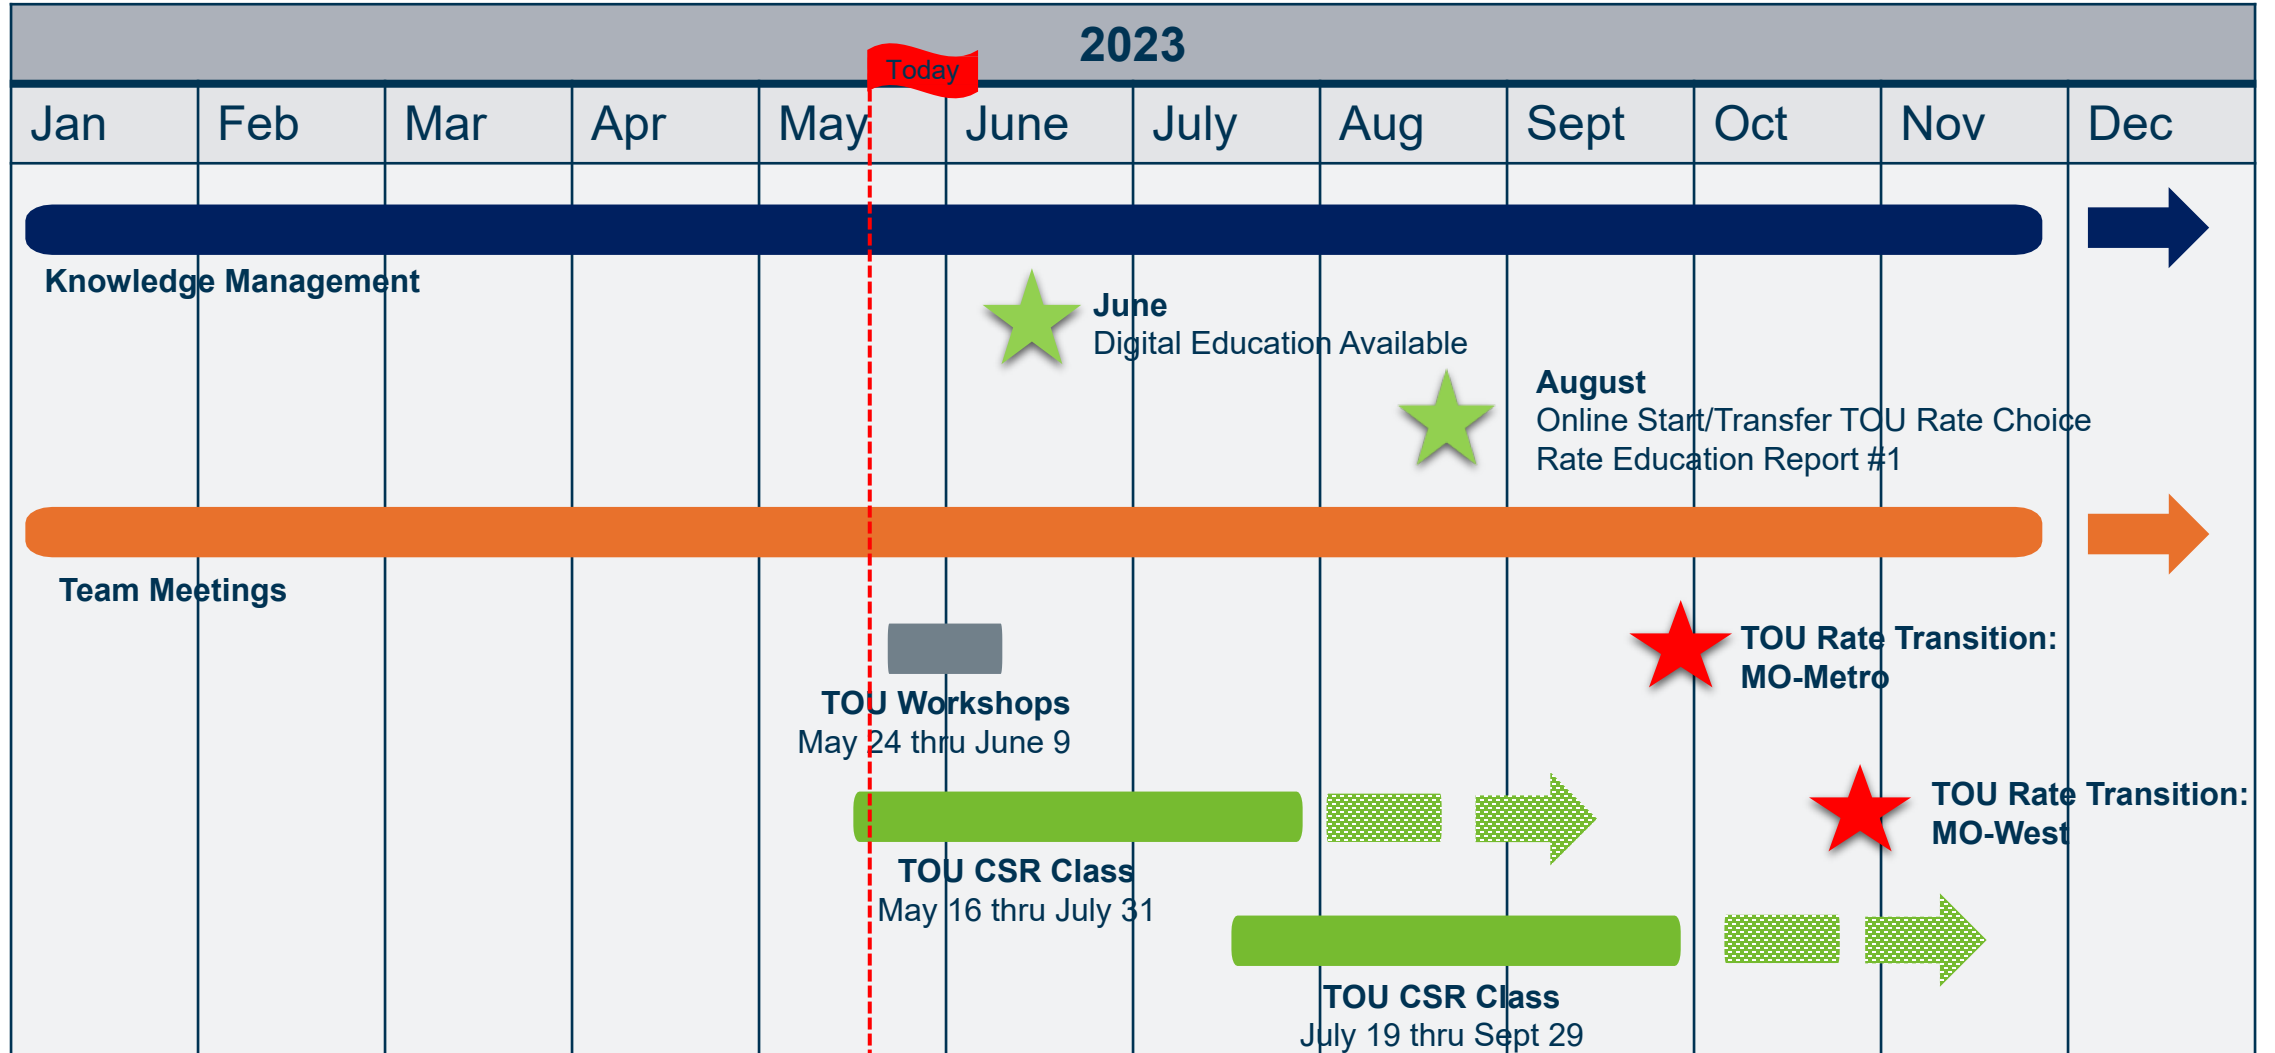 2023
Today
Jan
Feb
Mar
Apr
May
June
July
Aug
Sept
Oct
Nov
Dec
Knowledge Management
June
Digital Education Available
August
Online Start/Transfer TOU Rate Choice
Rate Education Report #1
Team Meetings
TOU Rate Transition:
MO-Metro
TOU Workshops
May 24 thru June 9
TOU Rate Transition:
MO-West
TOU CSR Class
May 16 thru July 31
TOU CSR Class
July 19 thru Sept 29